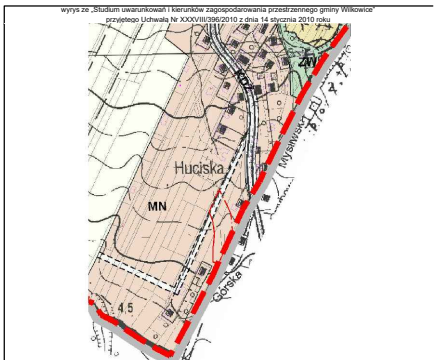 wyrys ze „Studium uwarunkowań i kierunków zagospodarowania przestrzennego gminy Wilkowice"
przyjętego Uchwałą Nr XXXVIII/396/2010 z dnia 14 stycznia 2010 roku
ZW
KDZ
Myśliwska
Huciska
MN
Górska
4.5